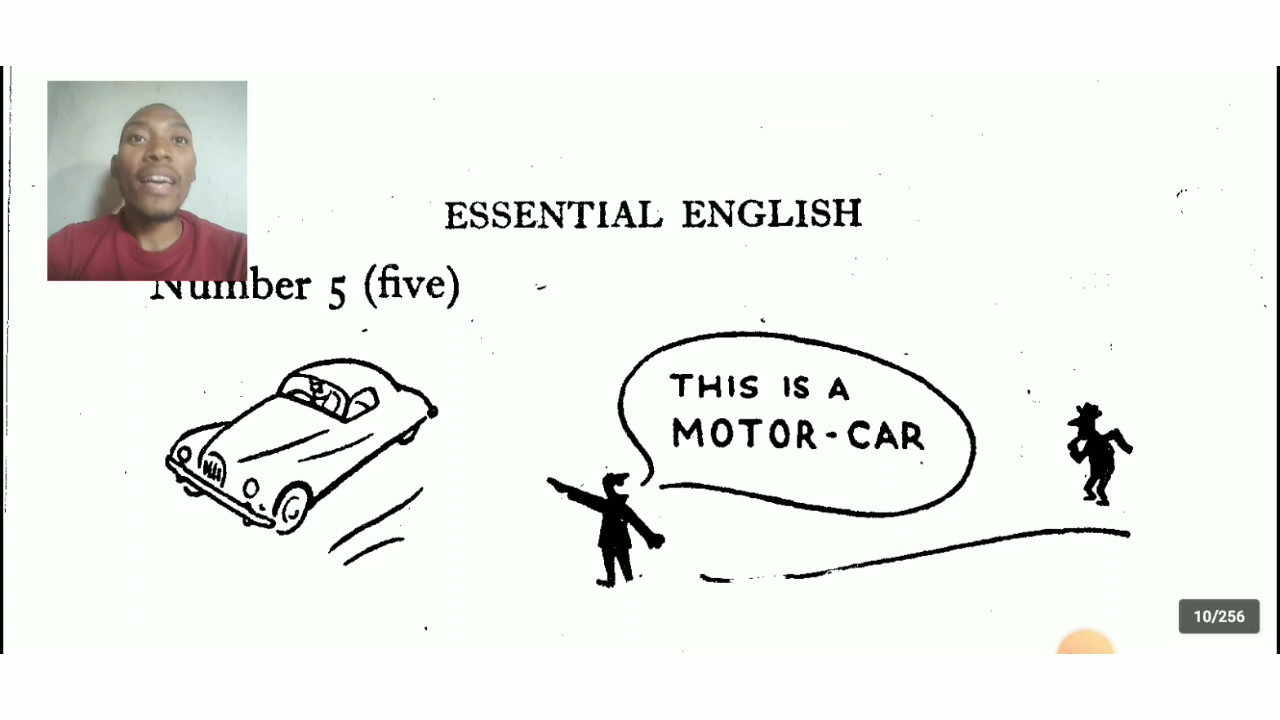 ESSENTIAL ENGLISH
Number 5 (five)
THIS IS A
MOTOR-CAR
10/256